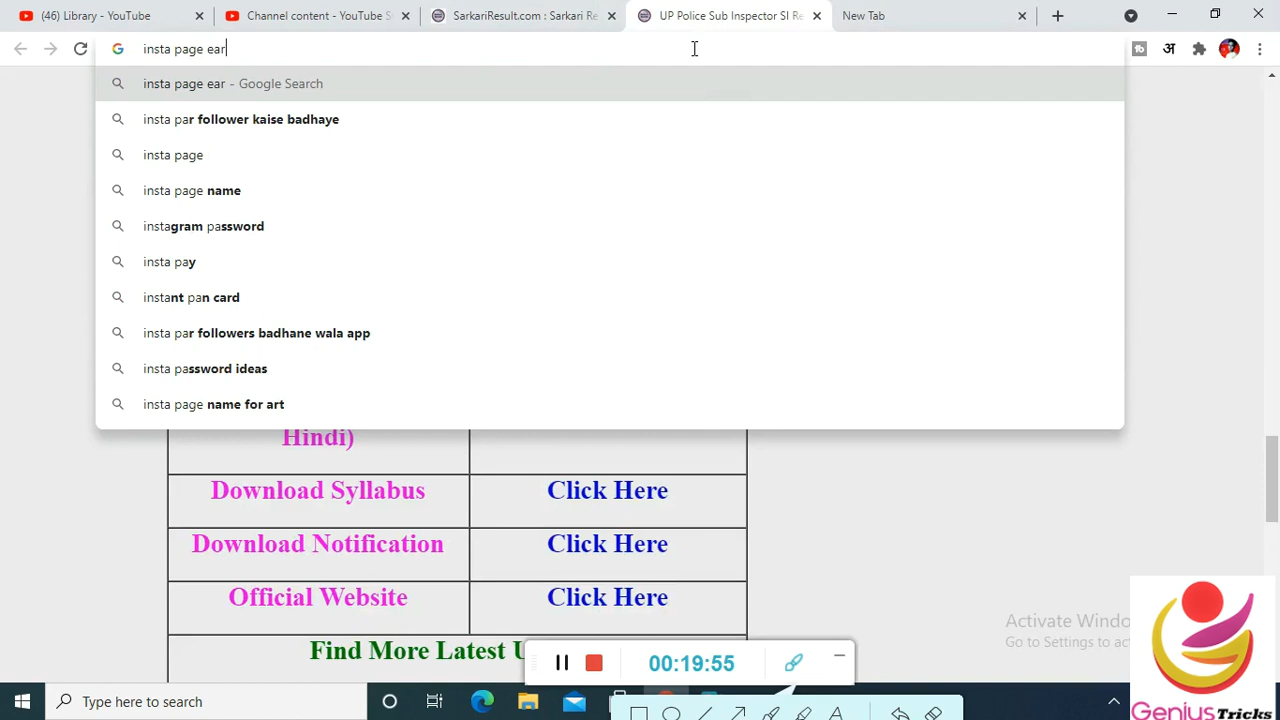 (46) Library - YouTube
Channel content - YouTube S
SarkariResult.com : Sarkari Re
UP Police Sub Inspector SI Re
New Tab
insta page ear
insta page ear - Google Search
insta par follower kaise badhaye
insta page
insta page name
instagram password
insta pay
instant pan card
insta par followers badhane wala app
insta password ideas
insta page name for art
Hindi)
Download Syllabus Click Here
Download Notification Click Here
Official Website Click Here
Find More Latest U
Activate Windo
Go to Settings to act
00:19:55
Type here to search
Genius Tricks
अ